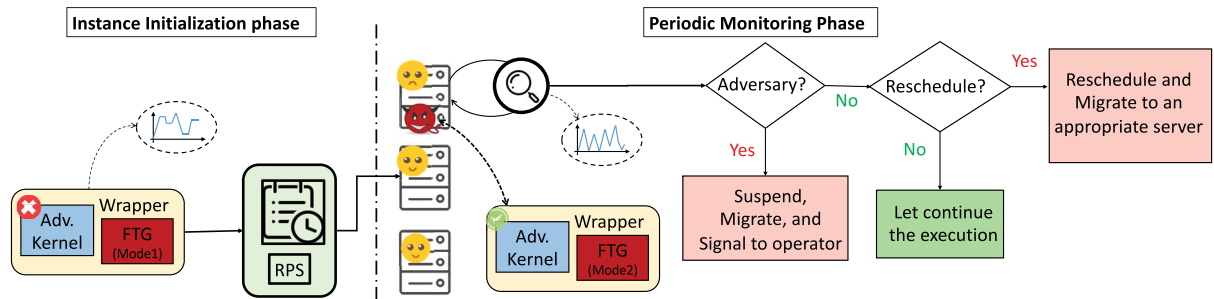 Instance Initialization phase
Adv.
Kernel
Wrapper
FTG
(Mode1)
RPS
Periodic Monitoring Phase
Adv.
Kernel
Wrapper
FTG
(Mode2)
Adversary?
No
Yes
Suspend,
Migrate, and
Signal to operator
Reschedule?
Yes
No
Reschedule and
Migrate to an
appropriate server
Let continue
the execution